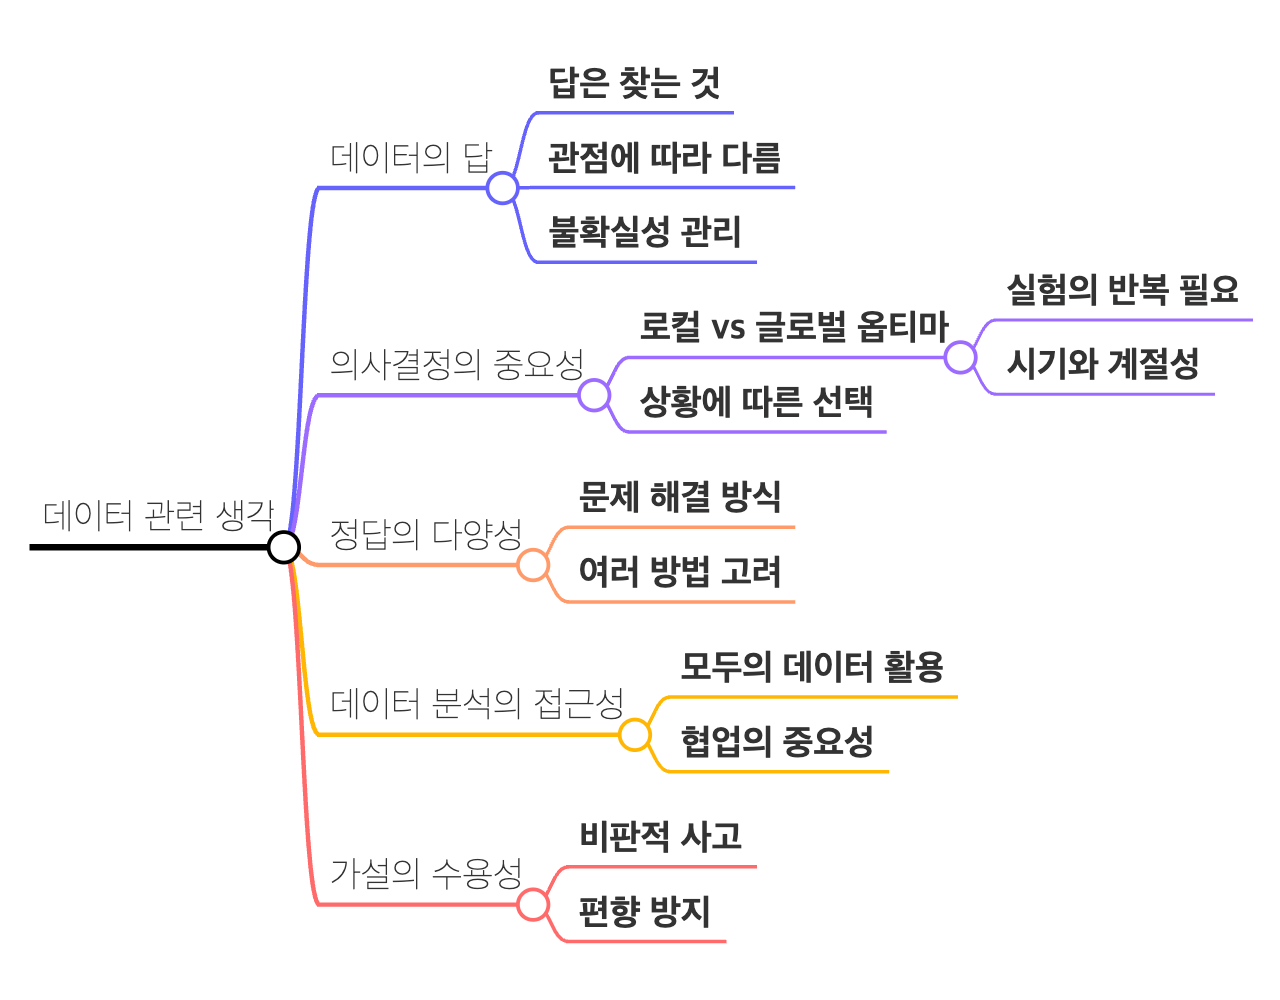 데이터 관련 생각
데이터의 답
답은 찾는 것
관점에 따라 다름
불확실성 관리
의사결정의 중요성
로컬 vs 글로벌 옵티마
실험의 반복 필요
시기와 계절성
상황에 따른 선택
정답의 다양성
문제 해결 방식
여러 방법 고려
데이터 분석의 접근성
모두의 데이터 활용
협업의 중요성
가설의 수용성
비판적 사고
편향 방지